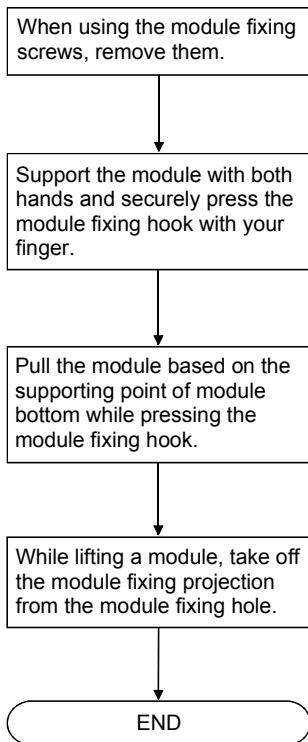 When using the module fixing
screws, remove them.
Support the module with both
hands and securely press the
module fixing hook with your
finger.
Pull the module based on the
supporting point of module
bottom while pressing the
module fixing hook.
While lifting a module, take off
the module fixing projection
from the module fixing hole.
END